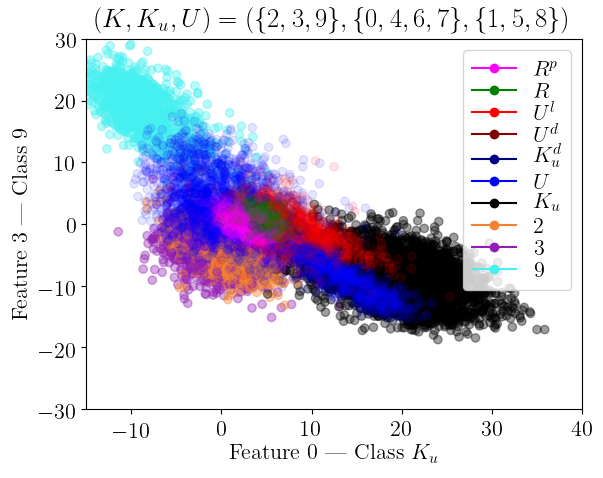 (K, K_u, U) = ({2, 3, 9}, {0, 4, 6, 7}, {1, 5, 8})
Feature 3 — Class 9
30
20
10
0
−10
−20
−30
−10
0
10
20
30
40
Feature 0 — Class K_u
R^p
R
U^l
U^d
K_u^d
U
K_u
2
3
9